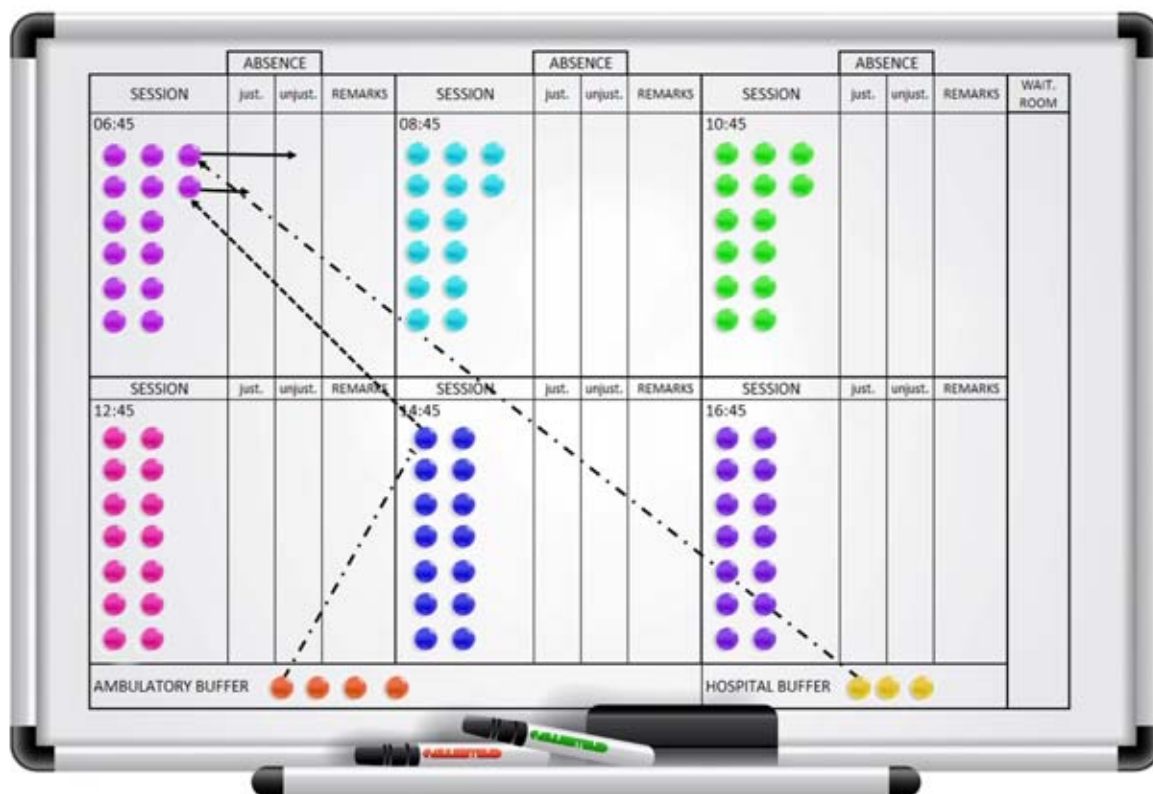 ABSENCE ABSENCE ABSENCE
SESSION just. unjust. REMARKS SESSION just. unjust. REMARKS SESSION just. unjust. REMARKS WAIT. ROOM
06:45 08:45 10:45
SESSION just. unjust. REMARKS SESSION just. unjust. REMARKS SESSION just. unjust. REMARKS
12:45 14:45 16:45
AMBULATORY BUFFER HOSPITAL BUFFER